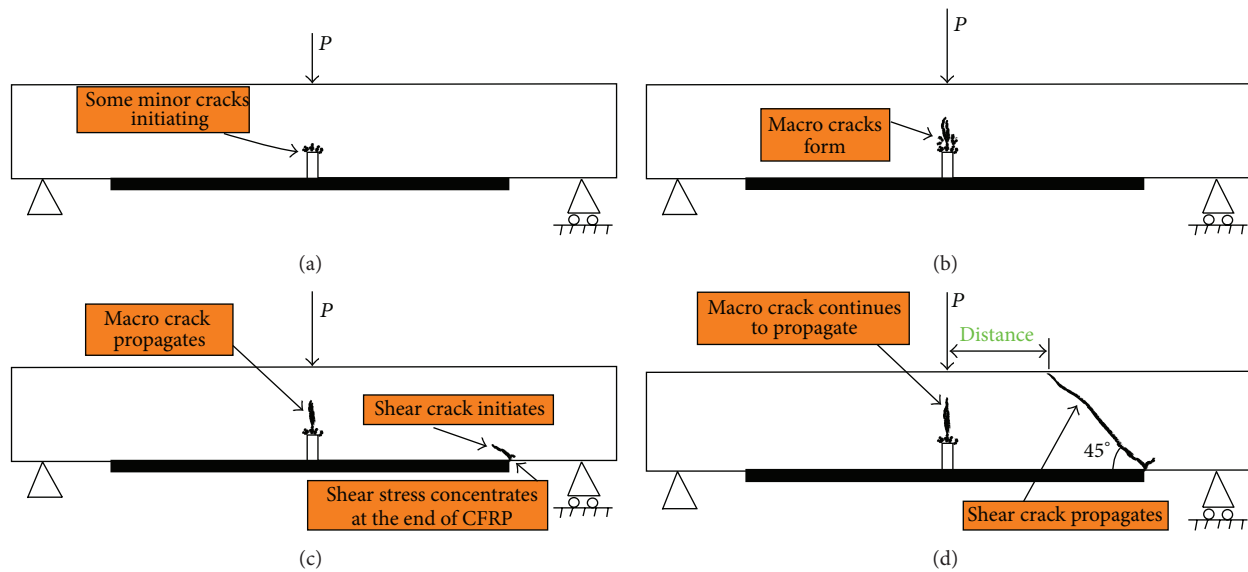 P
Some minor cracks
initiating
(a)
P
Macro cracks
form
(b)
P
Macro crack
propagates
Shear crack initiates
Shear stress concentrates
at the end of CFRP
(c)
P
Macro crack continues
to propagate
Distance
45°
Shear crack propagates
(d)